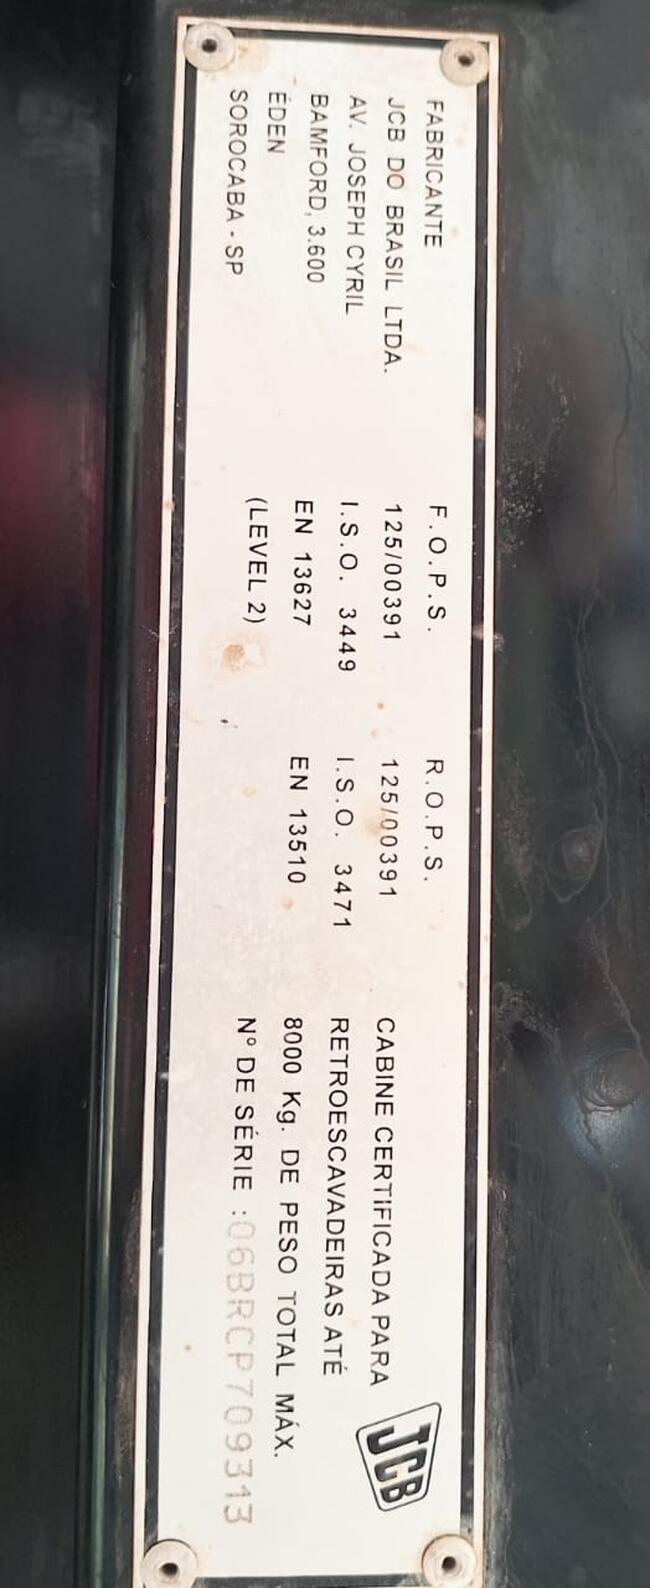 FABRICANTE
JCB DO BRASIL LTDA.
AV. JOSEPH CYRIL
BAMFORD, 3.600
ÉDEN
SOROCABA - SP
F.O.P.S.
125/00391
I.S.O. 3449
EN 13627
(LEVEL 2)
R.O.P.S.
125/00391
I.S.O. 3471
EN 13510
CABINE CERTIFICADA PARA
RETROESCAVADEIRAS ATÉ
8000 Kg. DE PESO TOTAL MÁX.
Nº DE SÉRIE :06BRCP709313
JCB